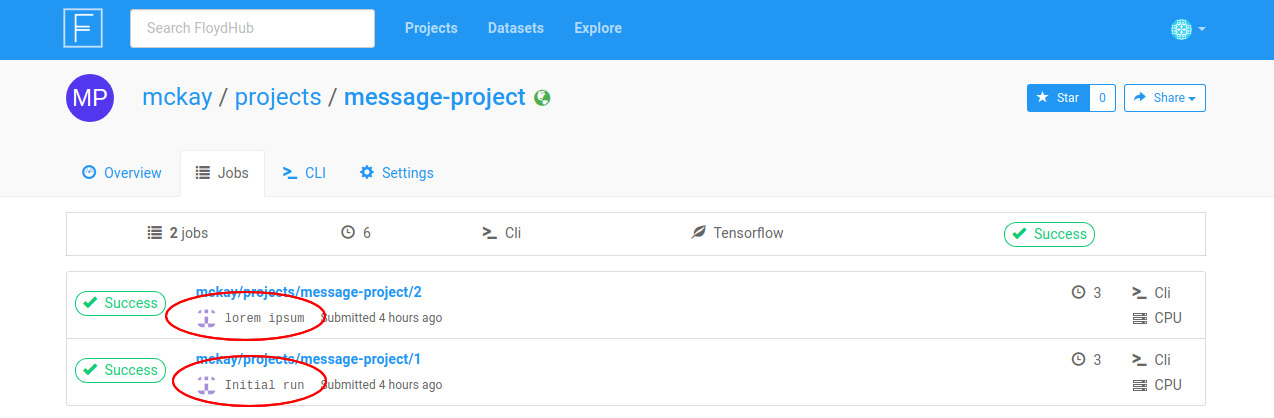 F Search FloydHub Projects Datasets Explore
MP mckay / projects / message-project Star 0 Share
Overview Jobs CLI Settings
2 jobs 6 Cli Tensorflow Success
mckay/projects/message-project/2 3 Cli
Success
lorem ipsum Submitted 4 hours ago CPU
mckay/projects/message-project/1 3 Cli
Success
Initial run Submitted 4 hours ago CPU